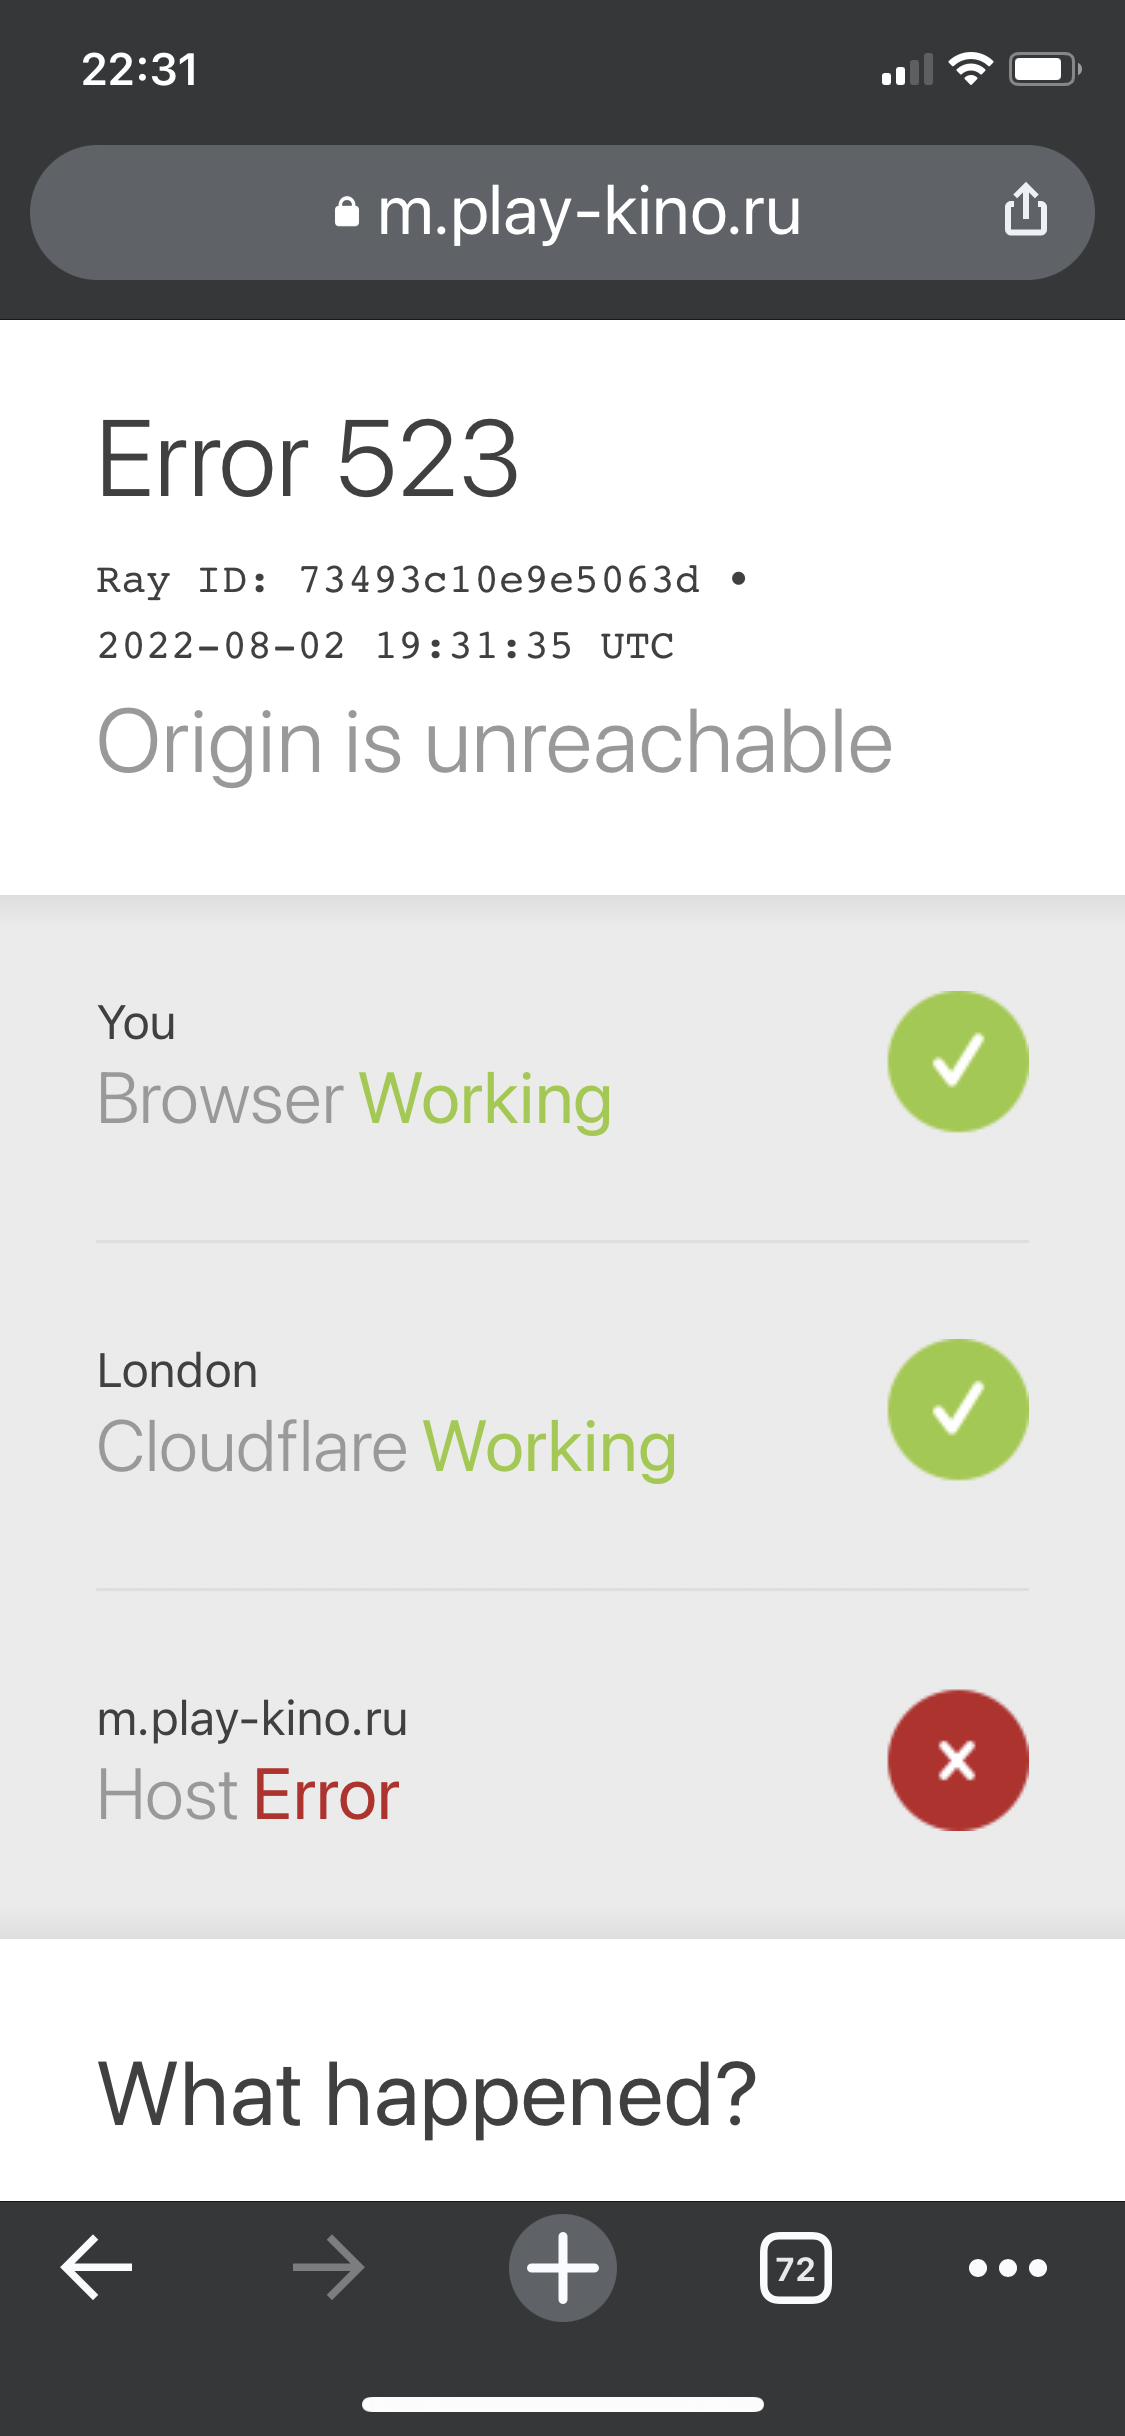 22:31
m.play-kino.ru
Error 523
Ray ID: 73493c10e9e5063d •
2022-08-02 19:31:35 UTC
Origin is unreachable
You
Browser Working
London
Cloudflare Working
m.play-kino.ru
Host Error
What happened?
72